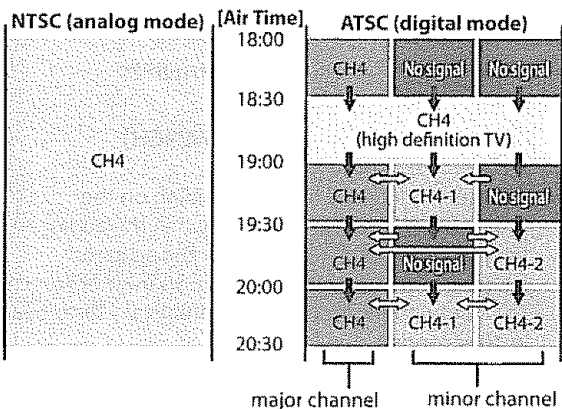 NTSC (analog mode) [Air Time] ATSC (digital mode)
18:00
CH4 No signal No signal
18:30
CH4
(high definition TV)
19:00
CH4
CH4 CH4-1 No signal
19:30
CH4 No signal CH4-2
20:00
CH4 CH4-1 CH4-2
20:30
major channel minor channel